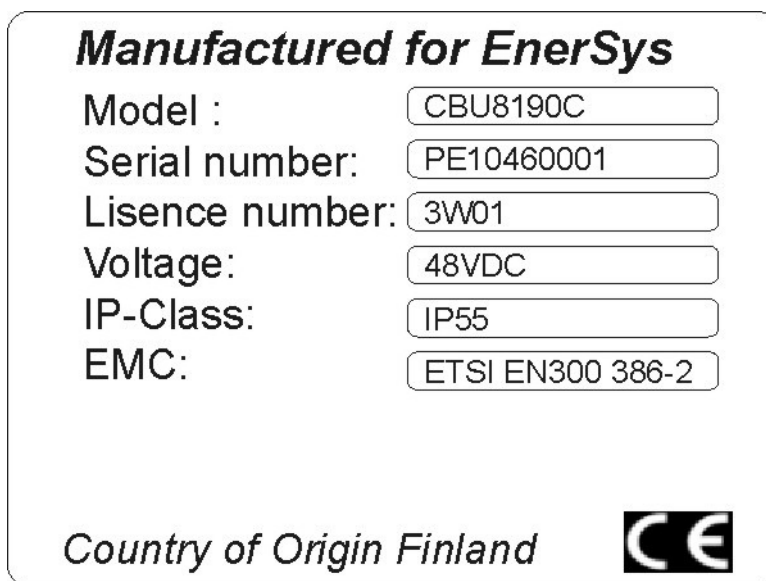 Manufactured for EnerSys
Model : CBU8190C
Serial number: PE10460001
Lisence number: 3W01
Voltage: 48VDC
IP-Class: IP55
EMC: ETSI EN300 386-2
Country of Origin Finland CE